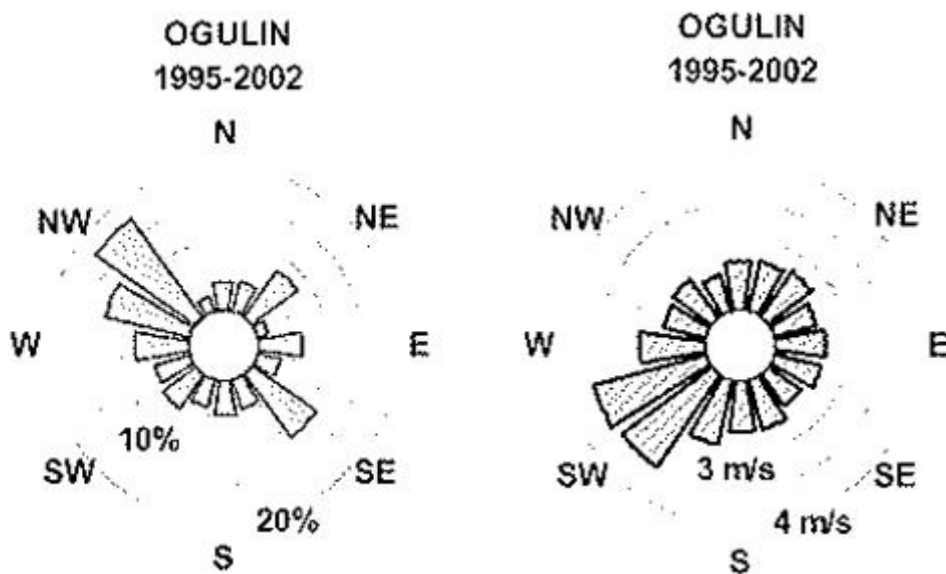 OGULIN
1995-2002
N
NW
NE
W
E
10%
SW
SE
20%
S
OGULIN
1995-2002
N
NW
NE
W
E
3 m/s
SW
SE
4 m/s
S